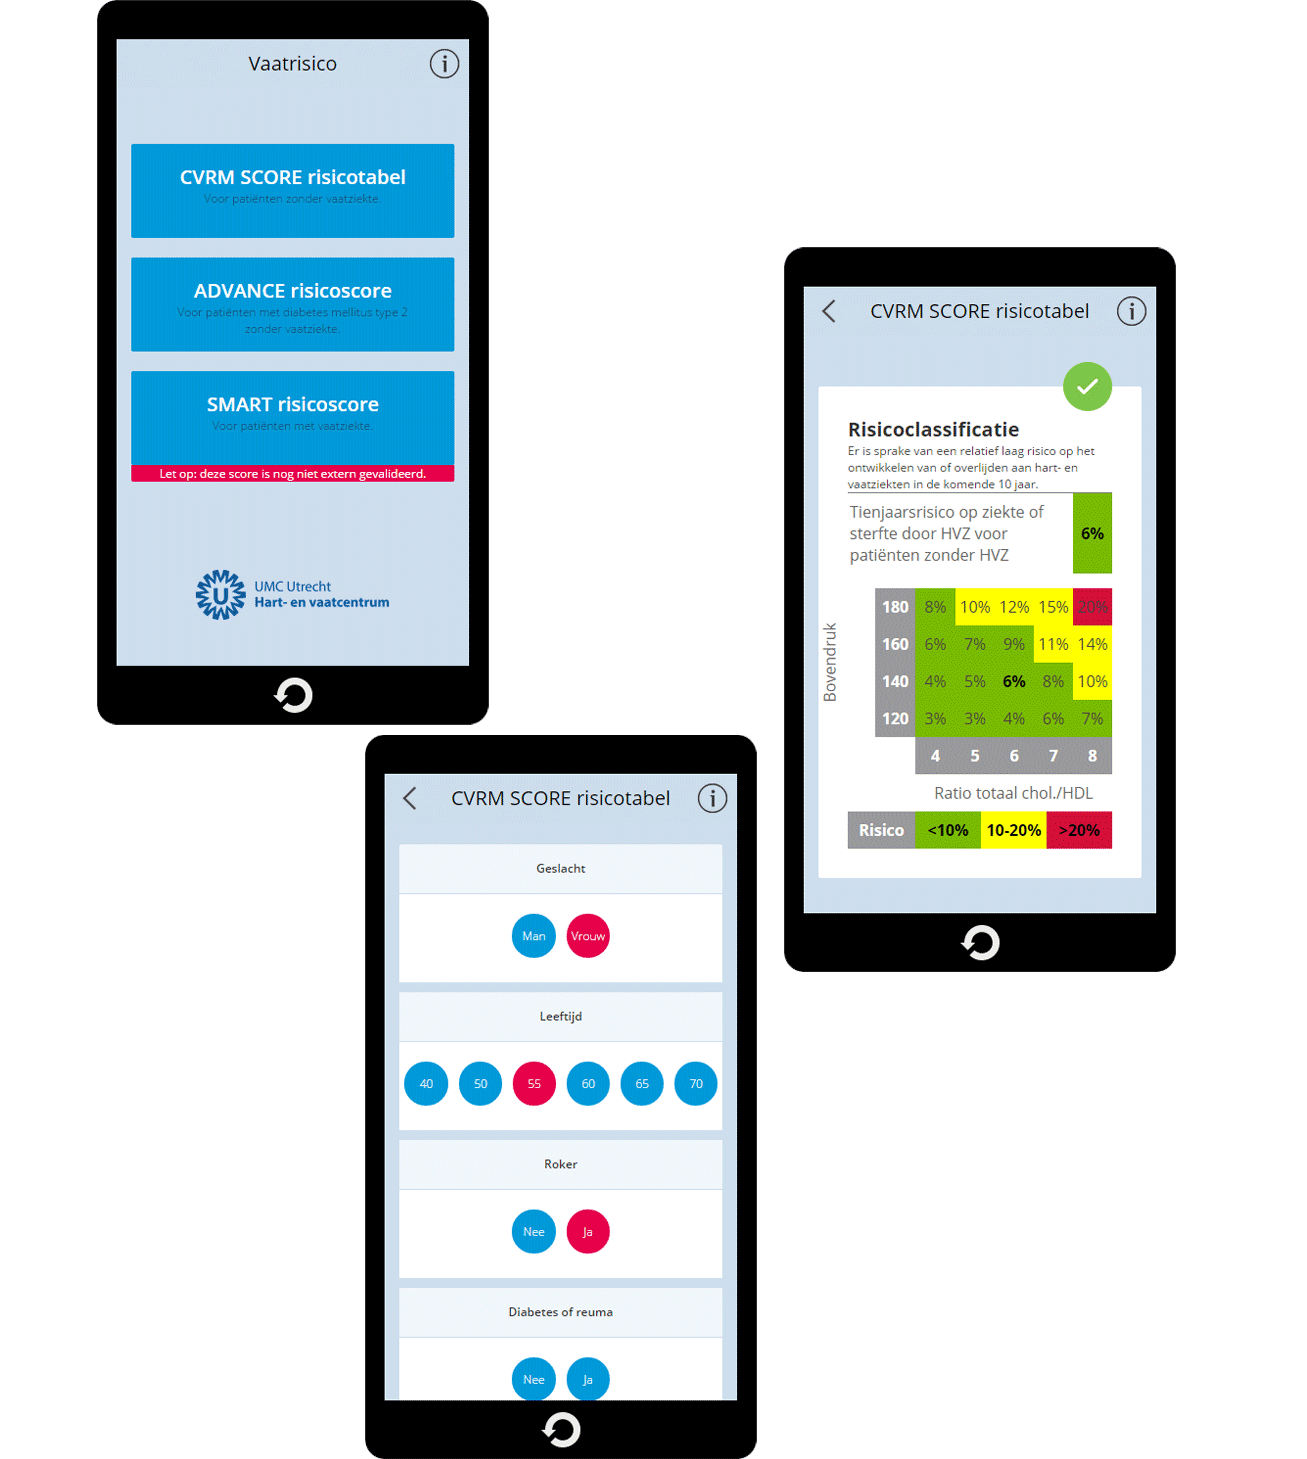 Vaatrisico
CVRM SCORE risicotabel
Voor patiënten zonder vaatziekte.
ADVANCE risicoscore
Voor patiënten met diabetes mellitus type 2
zonder vaatziekte.
SMART risicoscore
Voor patiënten met vaatziekte.
Let op: deze score is nog niet extern gevalideerd.
UMC Utrecht
Hart- en vaatcentrum
CVRM SCORE risicotabel
Risicoclassificatie
Er is sprake van een relatief laag risico op het
ontwikkelen van of overlijden aan hart- en
vaatziekten in de komende 10 jaar.
Tienjaarsrisico op ziekte of
sterfte door HVZ voor
patiënten zonder HVZ
6%
Bovendruk
180 8% 10% 12% 15% 20%
160 6% 7% 9% 11% 14%
140 4% 5% 6% 8% 10%
120 3% 3% 4% 6% 7%
4 5 6 7 8
Ratio totaal chol./HDL
Risico <10% 10-20% >20%
CVRM SCORE risicotabel
Geslacht
Man Vrouw
Leeftijd
40 50 55 60 65 70
Roker
Nee Ja
Diabetes of reuma
Nee Ja